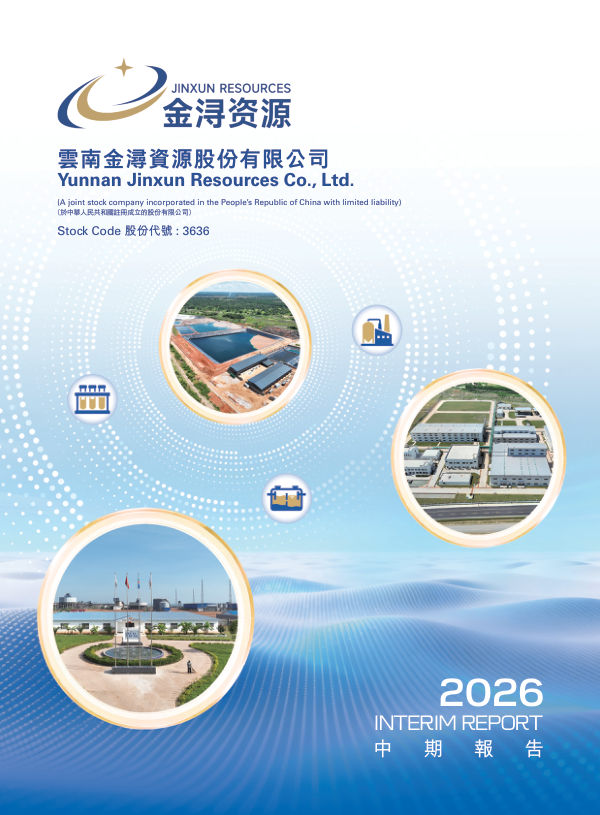 JINXUN RESOURCES
金浔资源
雲南金潯資源股份有限公司
Yunnan Jinxun Resources Co., Ltd.
(A joint stock company incorporated in the People's Republic of China with limited liability)
(於中華人民共和國註冊成立的股份有限公司)
Stock Code 股份代號 : 3636
2026
INTERIM REPORT
中期報告